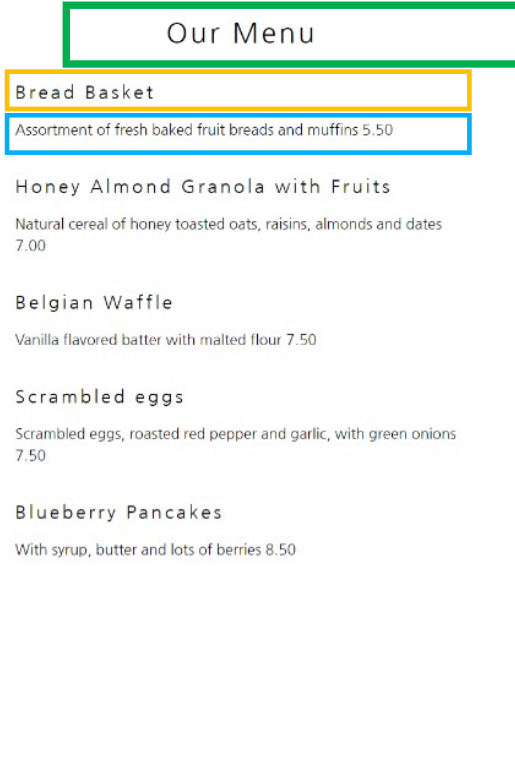 Our Menu
Bread Basket
Assortment of fresh baked fruit breads and muffins 5.50
Honey Almond Granola with Fruits
Natural cereal of honey toasted oats, raisins, almonds and dates
7.00
Belgian Waffle
Vanilla flavored batter with malted flour 7.50
Scrambled eggs
Scrambled eggs, roasted red pepper and garlic, with green onions
7.50
Blueberry Pancakes
With syrup, butter and lots of berries 8.50